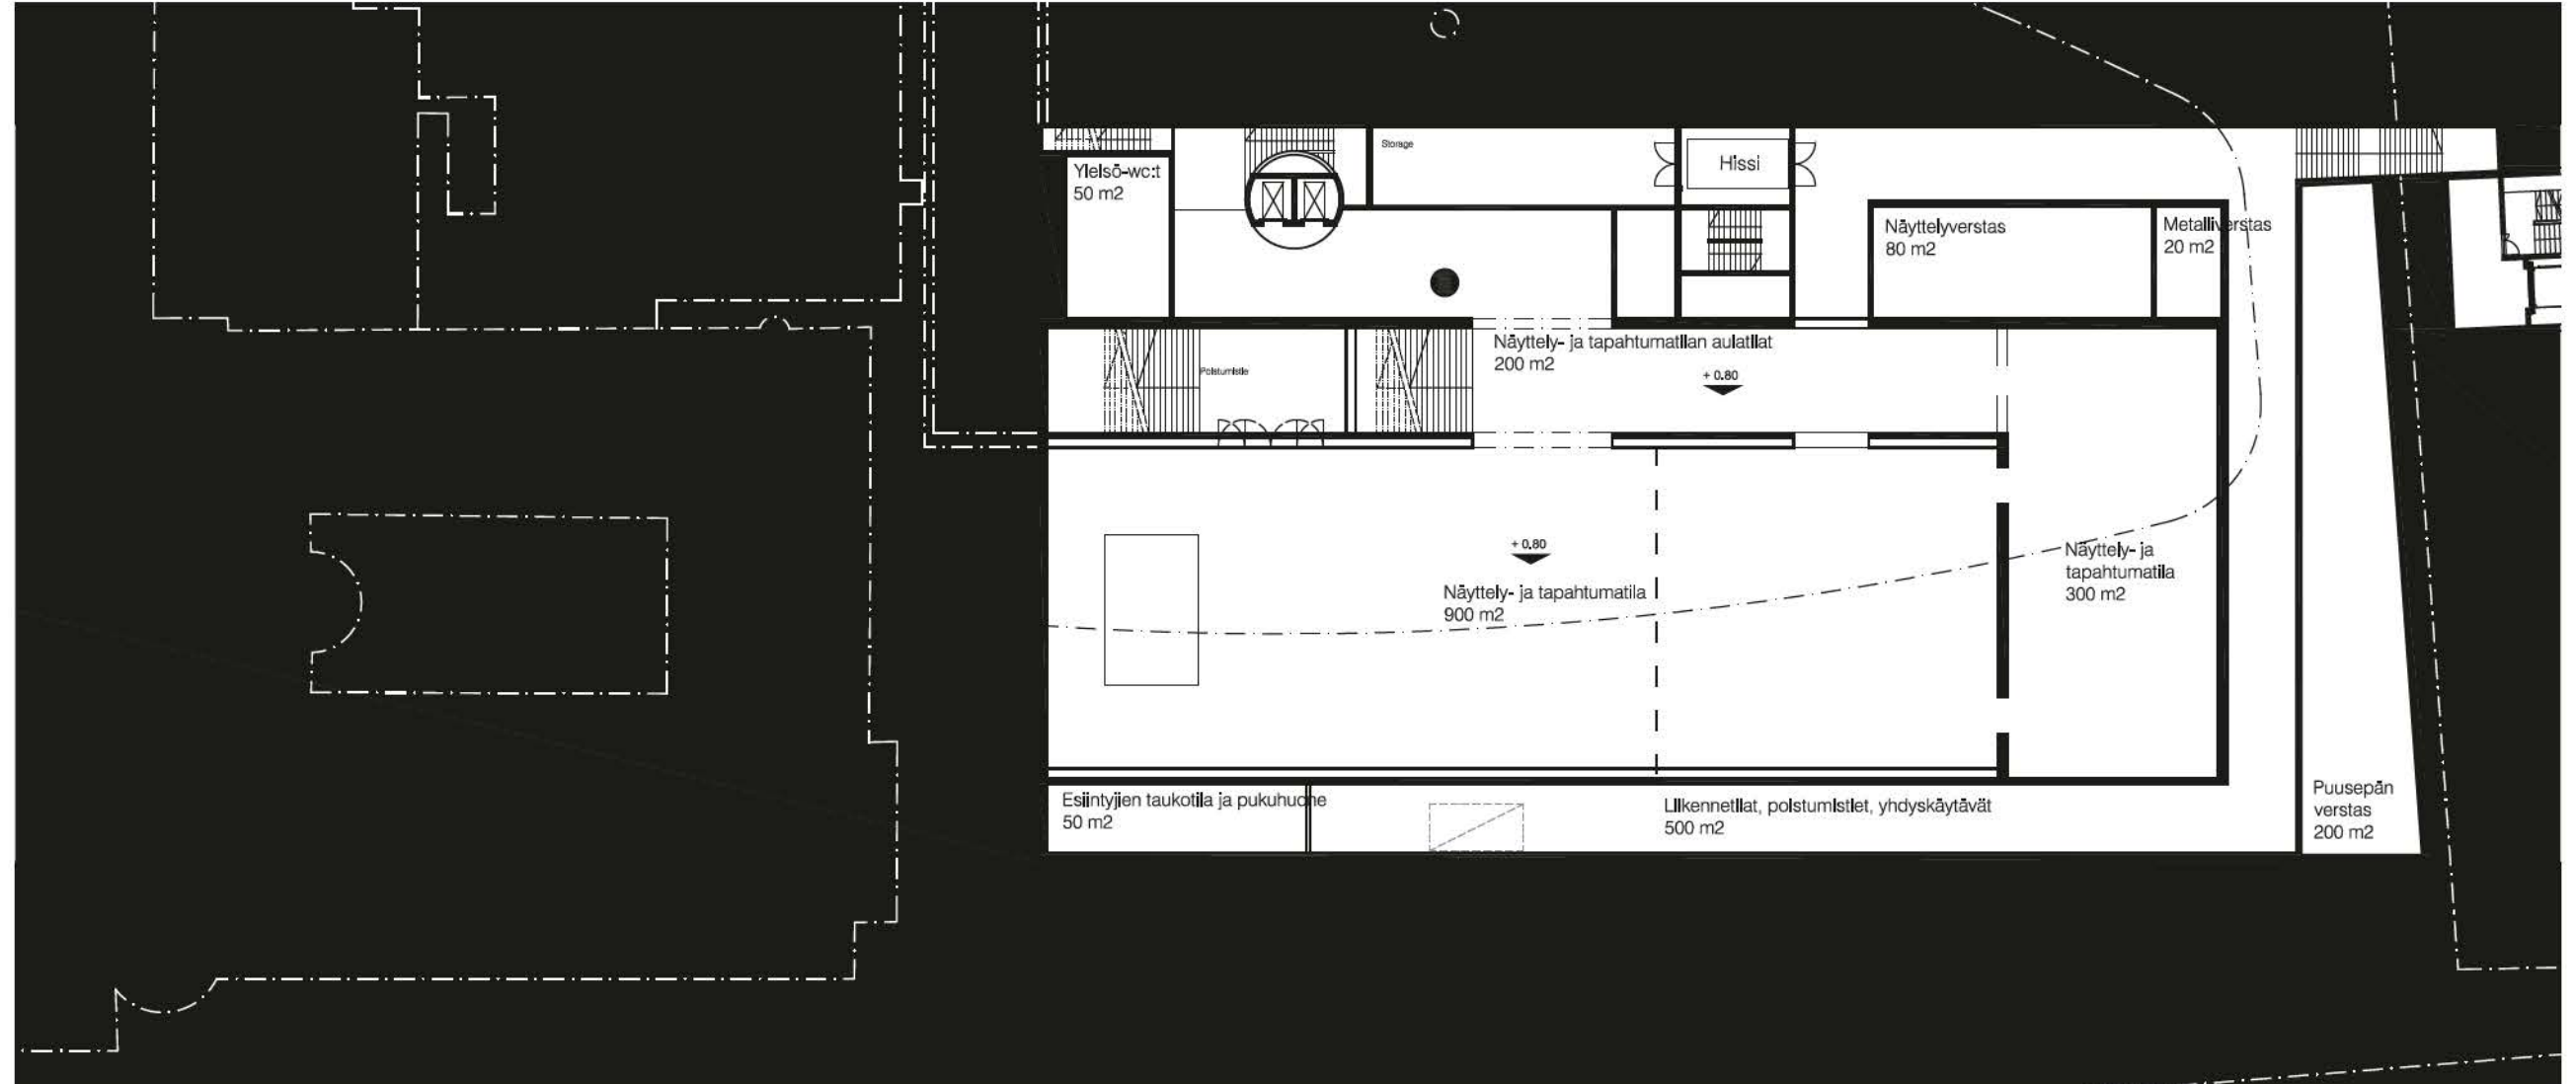 Storage
Yleisö-wc:t
50 m2
Hissi
Näyttelyverstas
80 m2
Metalliverstas
20 m2
Näyttely- ja tapahtumatilan aulatilat
200 m2
Poistumistie
+ 0.80
+ 0.80
Näyttely- ja tapahtumatila
900 m2
Näyttely- ja
tapahtumatila
300 m2
Esiintyjien taukotila ja pukuhuone
50 m2
Liikennetilat, poistumistiet, yhdyskäytävät
500 m2
Puusepän
verstas
200 m2